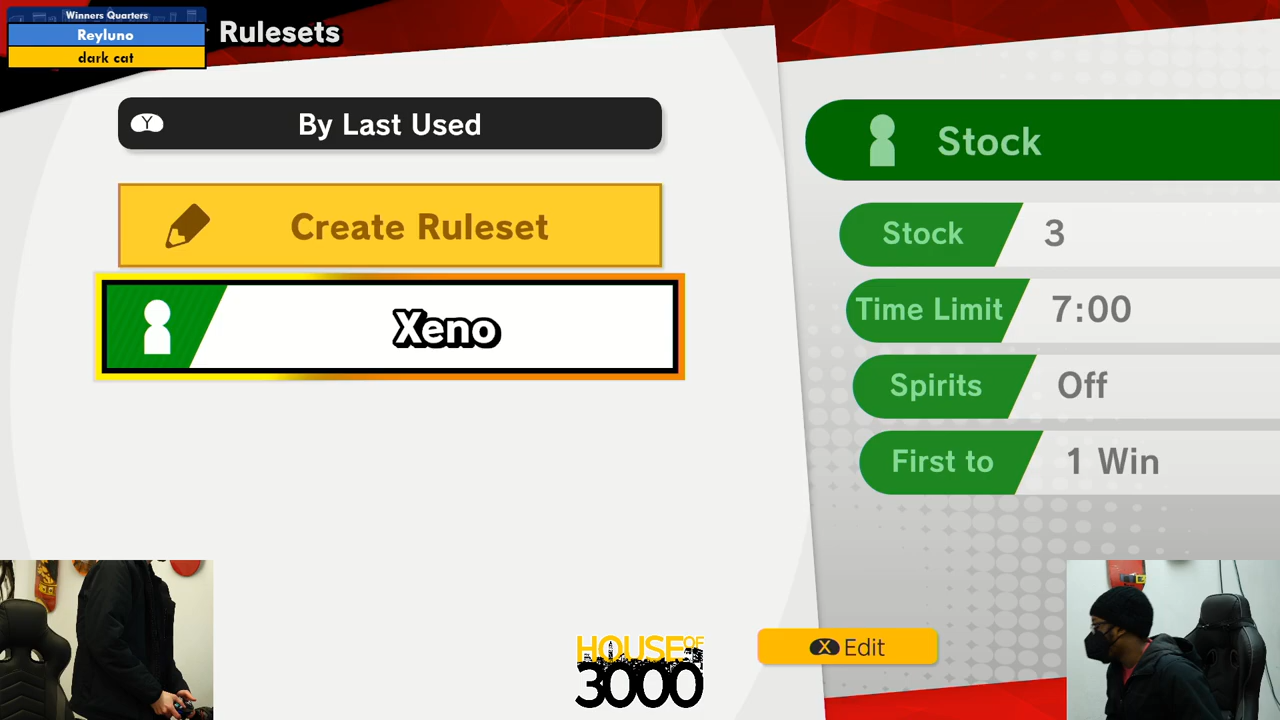 Winners Quarters
Reyluno
dark cat
Rulesets
Y
By Last Used
Create Ruleset
Xeno
Stock
Stock 3
Time Limit 7:00
Spirits Off
First to 1 Win
X Edit
HOUSE OF
3000